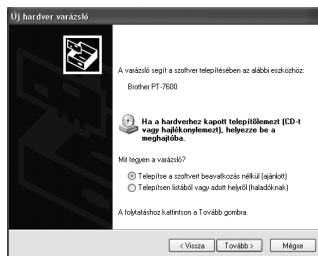 Új hardver varázsló
A varázsló segít a szoftver telepítésében az alábbi eszközhöz:
Brother PT-7600
Ha a hardverhez kapott telepítőlemezt (CD-t
vagy hajlékonylemezt), helyezze be a
meghajtóba.
Mit tegyen a varázsló?
Telepítse a szoftvert beavatkozás nélkül (ajánlott)
Telepítsen listából vagy adott helyről (haladóknak)
A folytatáshoz kattintson a Tovább gombra.
< Vissza
Tovább >
Mégse